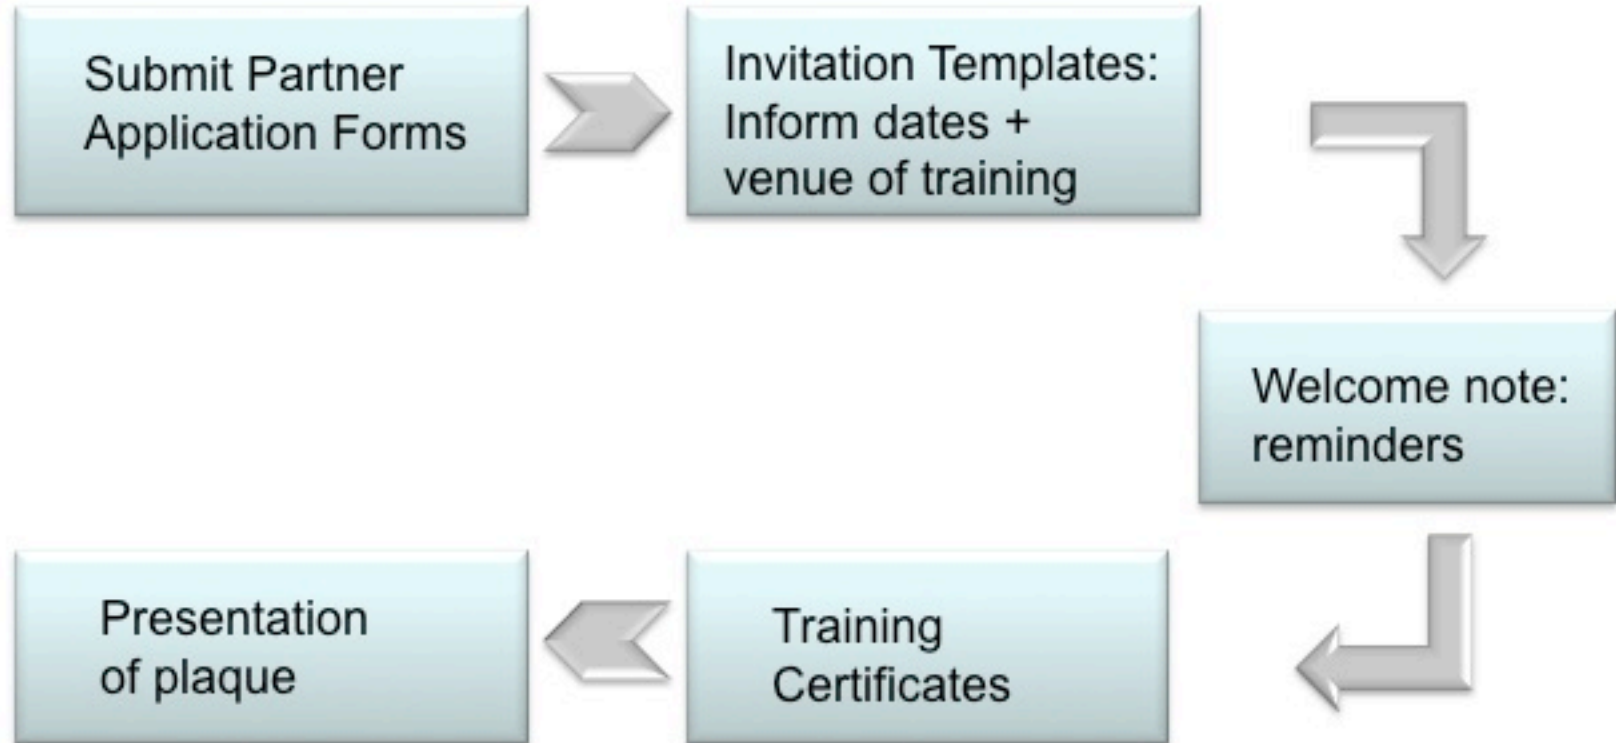 Submit Partner
Application Forms
Invitation Templates:
Inform dates +
venue of training
Welcome note:
reminders
Training
Certificates
Presentation
of plaque